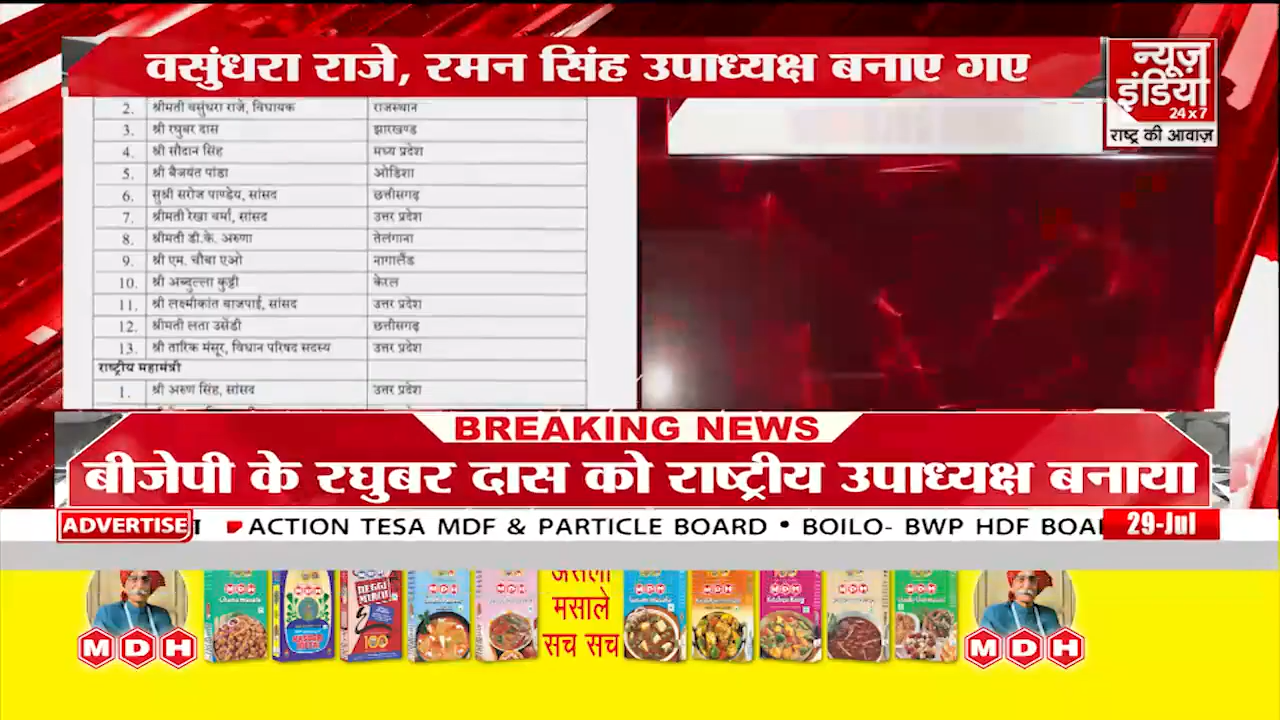 वसुंधरा राजे, रमन सिंह उपाध्यक्ष बनाए गए
न्यूज़
इंडिया
24x7
राष्ट्र की आवाज़
2. श्रीमती वसुंधरा राजे, विधायक राजस्थान
3. श्री रघुबर दास झारखण्ड
4. श्री सौदान सिंह मध्य प्रदेश
5. श्री बैजयंत पांडा ओडिशा
6. सुश्री सरोज पाण्डेय, सांसद छत्तीसगढ़
7. श्रीमती रेखा वर्मा, सांसद उत्तर प्रदेश
8. श्रीमती डी.के. अरुणा तेलंगाना
9. श्री एम. चौबा एओ नागालैंड
10. श्री अब्दुल्ला कुट्टी केरल
11. श्री लक्ष्मीकांत बाजपाई, सांसद उत्तर प्रदेश
12. श्रीमती लता उसेंडी छत्तीसगढ़
13. श्री तारिक मंसूर, विधान परिषद सदस्य उत्तर प्रदेश
राष्ट्रीय महामंत्री
1. श्री अरुण सिंह, सांसद उत्तर प्रदेश
BREAKING NEWS
बीजेपी के रघुबर दास को राष्ट्रीय उपाध्यक्ष बनाया
ADVERTISE ACTION TESA MDF & PARTICLE BOARD • BOILO- BWP HDF 29-Jul
असली
मसाले
सच सच
MDH
MDH